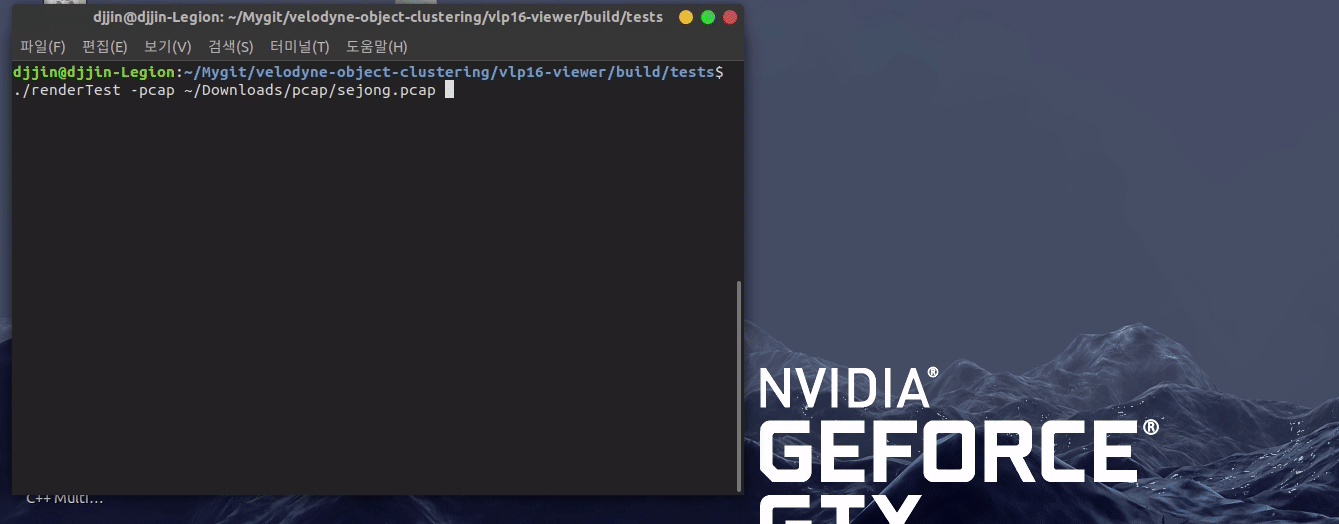 djjin@djjin-Legion: ~/Mygit/velodyne-object-clustering/vlp16-viewer/build/tests
파일(F) 편집(E) 보기(V) 검색(S) 터미널(T) 도움말(H)
djjin@djjin-Legion:~/Mygit/velodyne-object-clustering/vlp16-viewer/build/tests$
./renderTest -pcap ~/Downloads/pcap/sejong.pcap
NVIDIA®
GEFORCE®
GTX
C++ Multi…